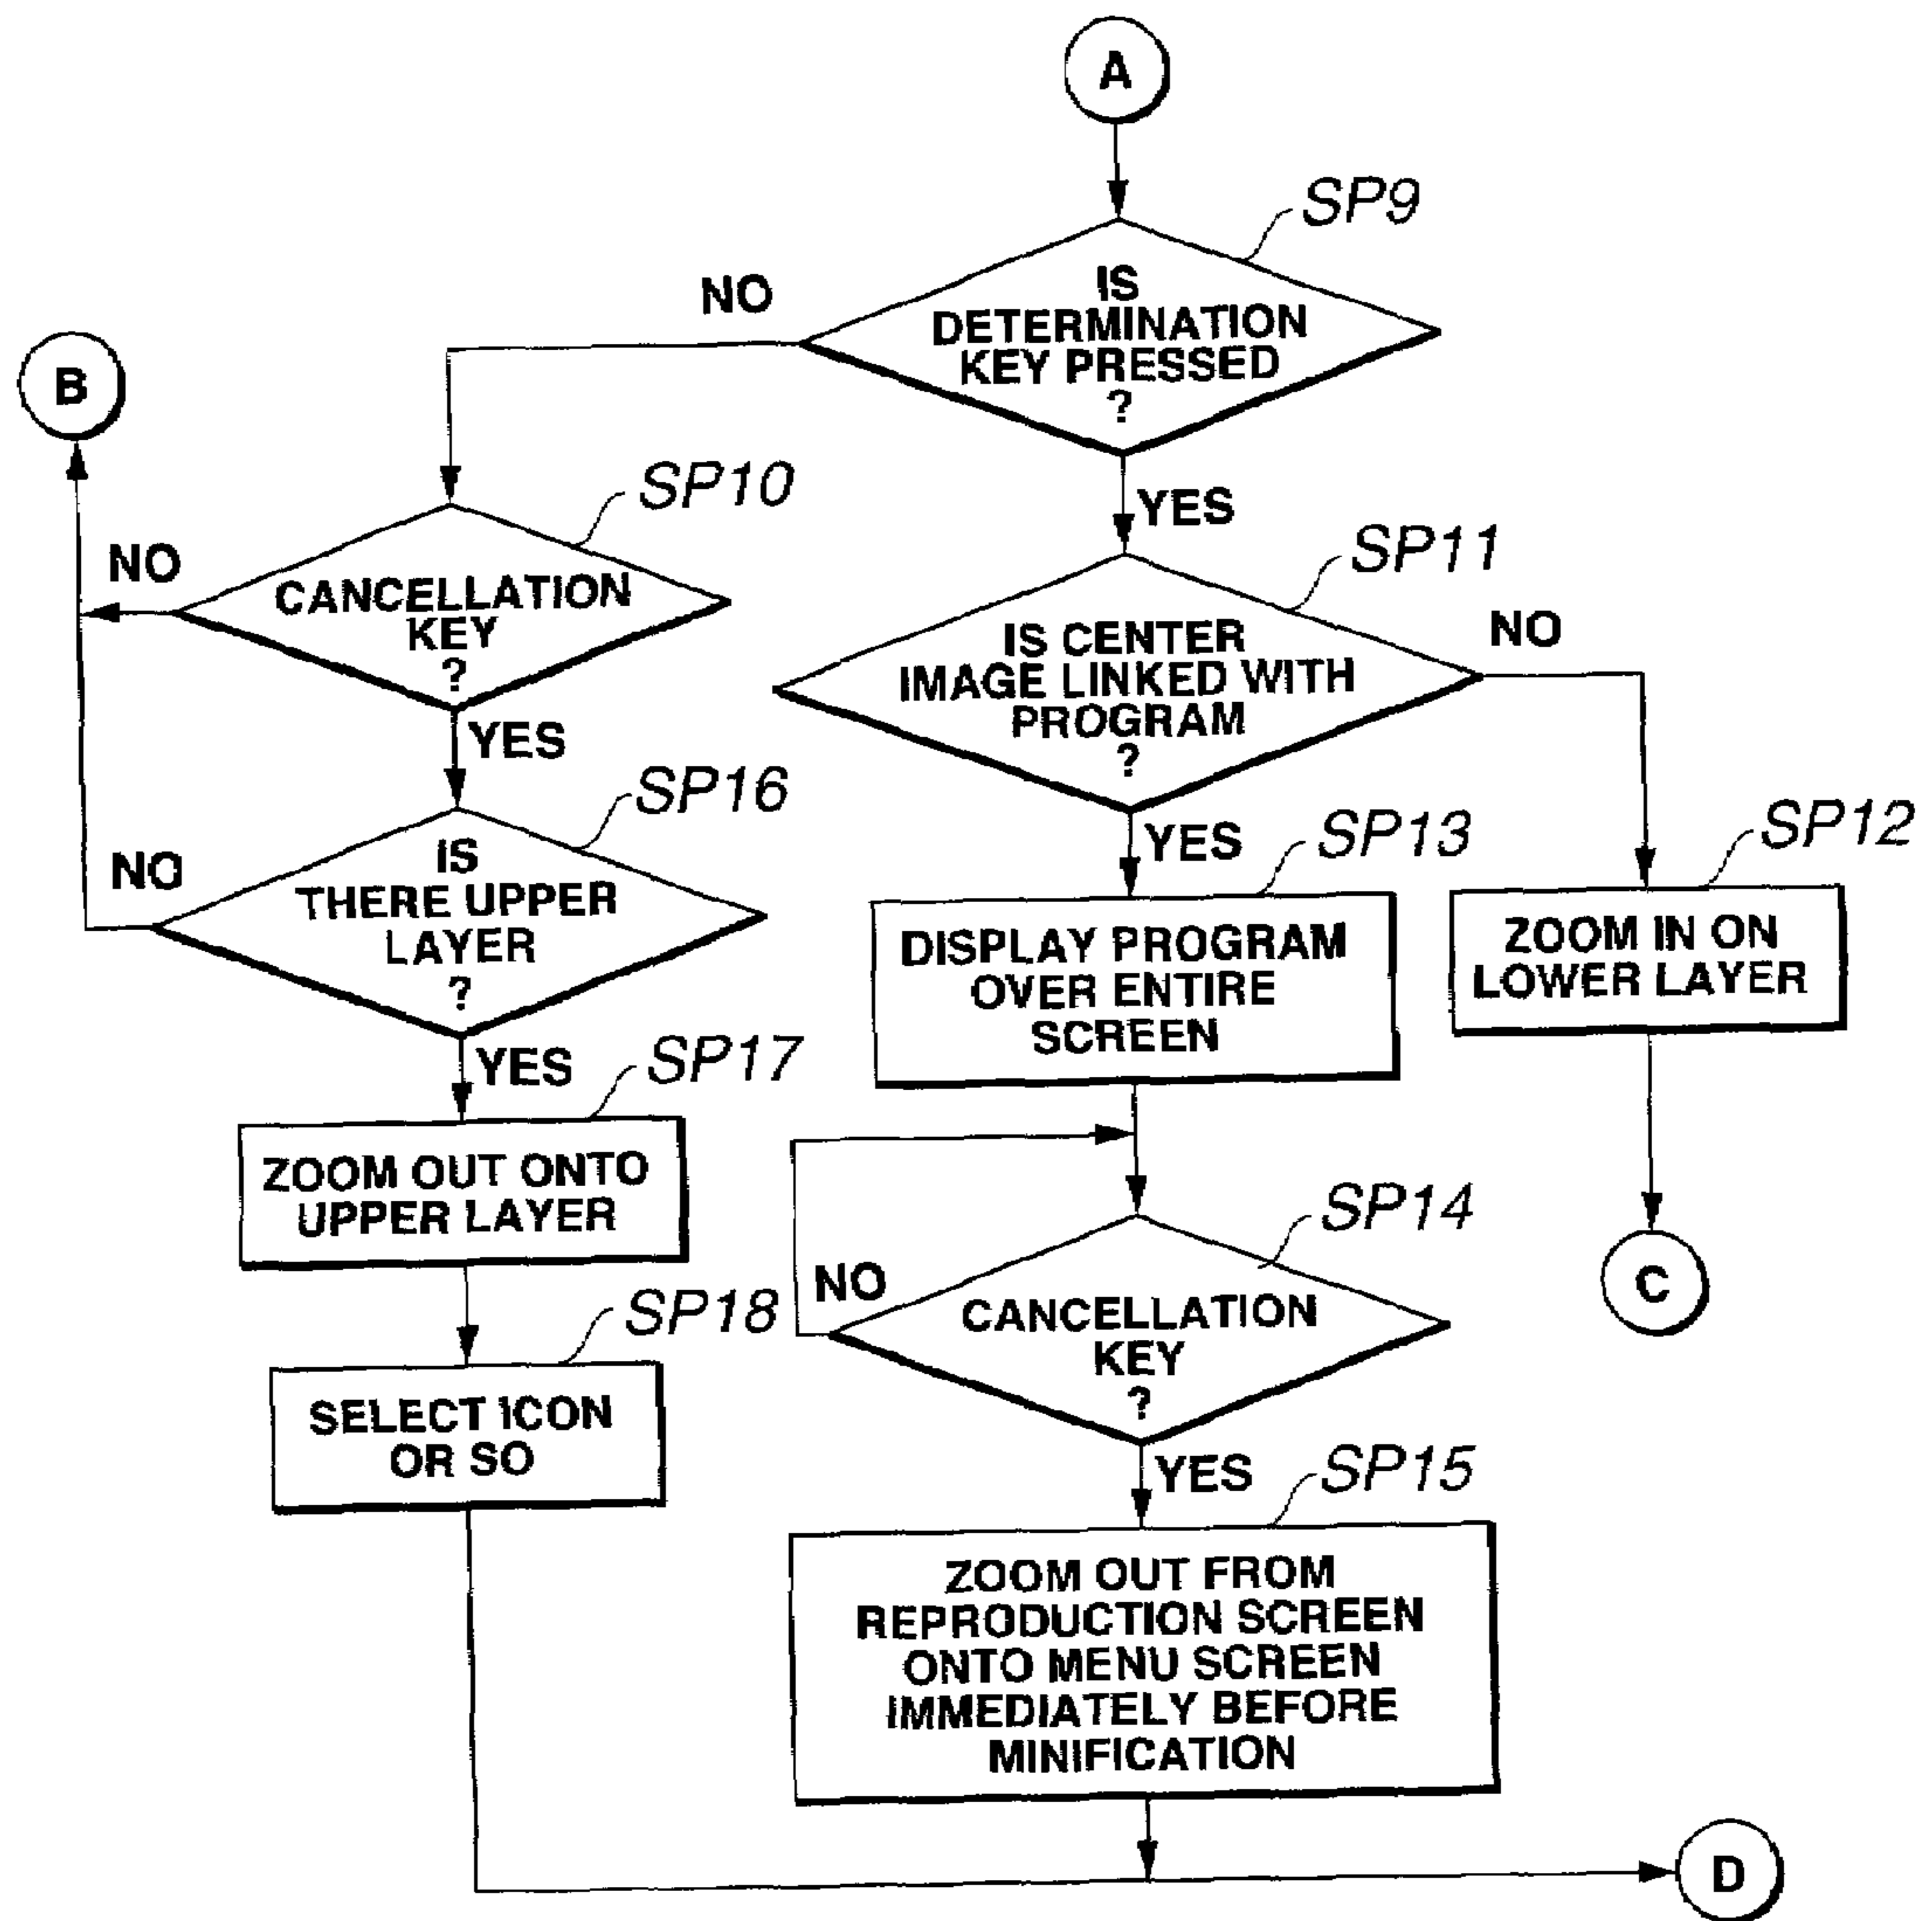 A
SP9
IS
DETERMINATION
KEY PRESSED
?
NO
YES
B
SP10
CANCELLATION
KEY
?
NO
YES
SP11
IS CENTER
IMAGE LINKED WITH
PROGRAM
?
NO
YES
SP16
IS
THERE UPPER
LAYER
?
NO
YES
SP13
DISPLAY PROGRAM
OVER ENTIRE
SCREEN
SP12
ZOOM IN ON
LOWER LAYER
SP17
ZOOM OUT ONTO
UPPER LAYER
SP14
CANCELLATION
KEY
?
NO
YES
C
SP18
SELECT ICON
OR SO
SP15
ZOOM OUT FROM
REPRODUCTION SCREEN
ONTO MENU SCREEN
IMMEDIATELY BEFORE
MINIFICATION
D